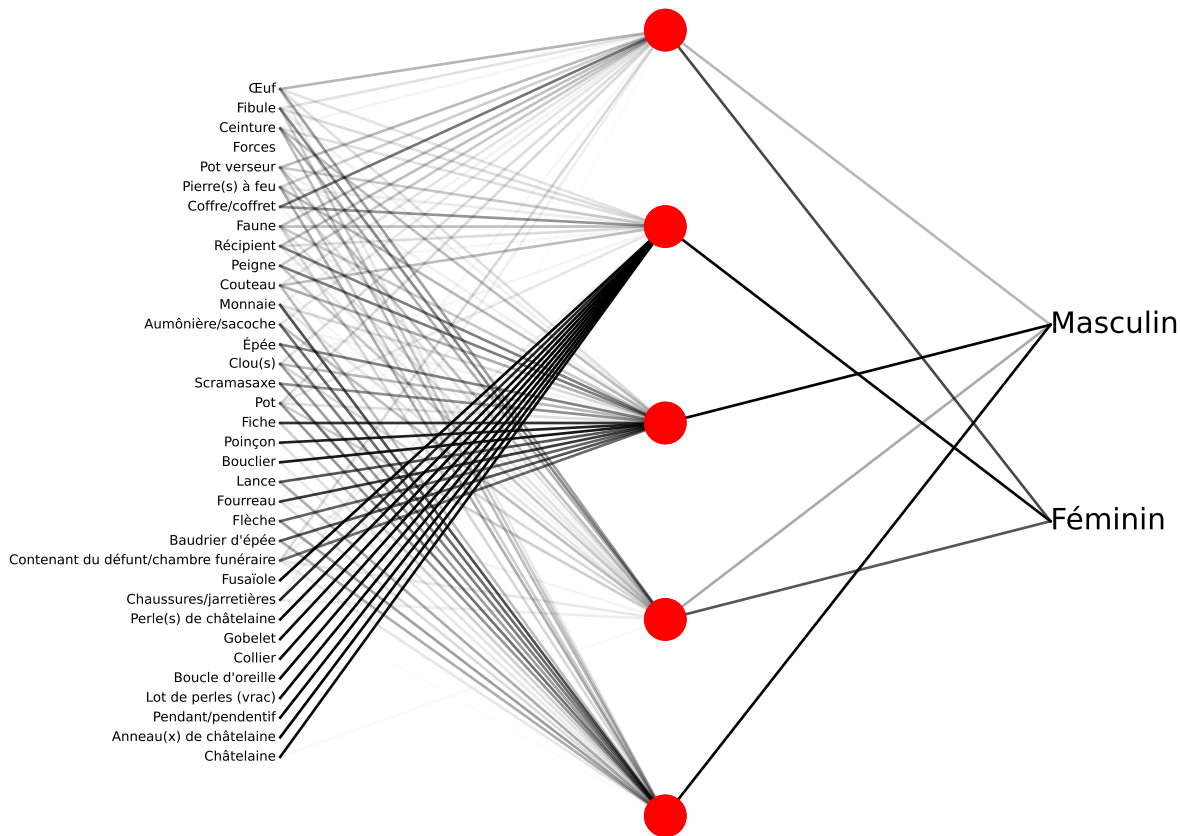 Œuf
Fibule
Ceinture
Forces
Pot verseur
Pierre(s) à feu
Coffre/coffret
Faune
Récipient
Peigne
Couteau
Monnaie
Aumônière/sacoche
Épée
Clou(s)
Scramasaxe
Pot
Fiche
Poinçon
Bouclier
Lance
Fourreau
Flèche
Baudrier d'épée
Contenant du défunt/chambre funéraire
Fusaïole
Chaussures/jarretières
Perle(s) de châtelaine
Gobelet
Collier
Boucle d'oreille
Lot de perles (vrac)
Pendant/pendentif
Anneau(x) de châtelaine
Châtelaine
Masculin
Féminin